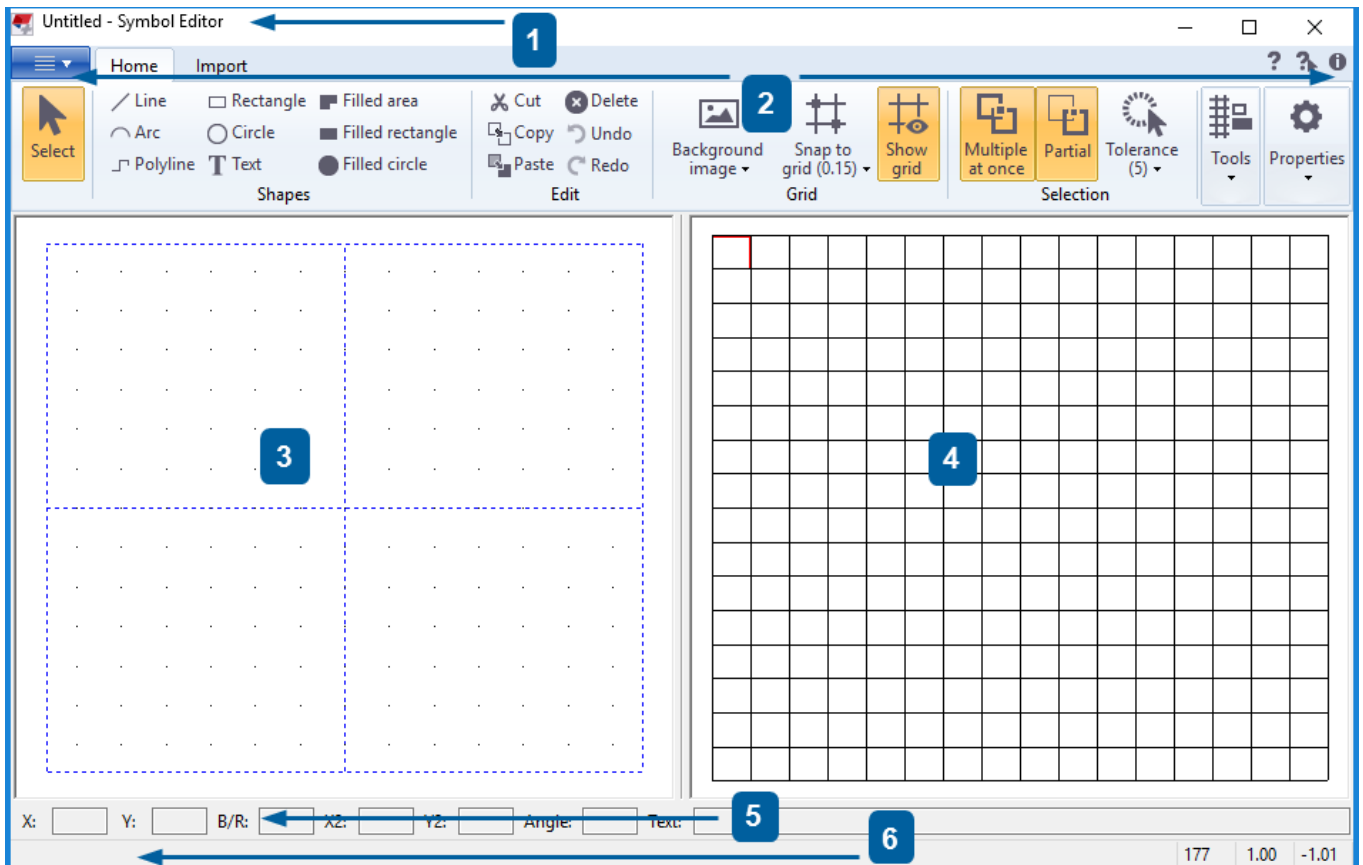 Untitled - Symbol Editor
1
Home Import
2
Select
Line Rectangle Filled area
Arc Circle Filled rectangle
Polyline Text Filled circle
Shapes
Cut Delete
Copy Undo
Paste Redo
Edit
Background image
Snap to grid (0.15)
Show grid
Grid
Multiple at once
Partial
Tolerance (5)
Selection
Tools
Properties
3
4
X: Y: B/R: X2: Y2: Angle: Text:
5
6
177 1.00 -1.01